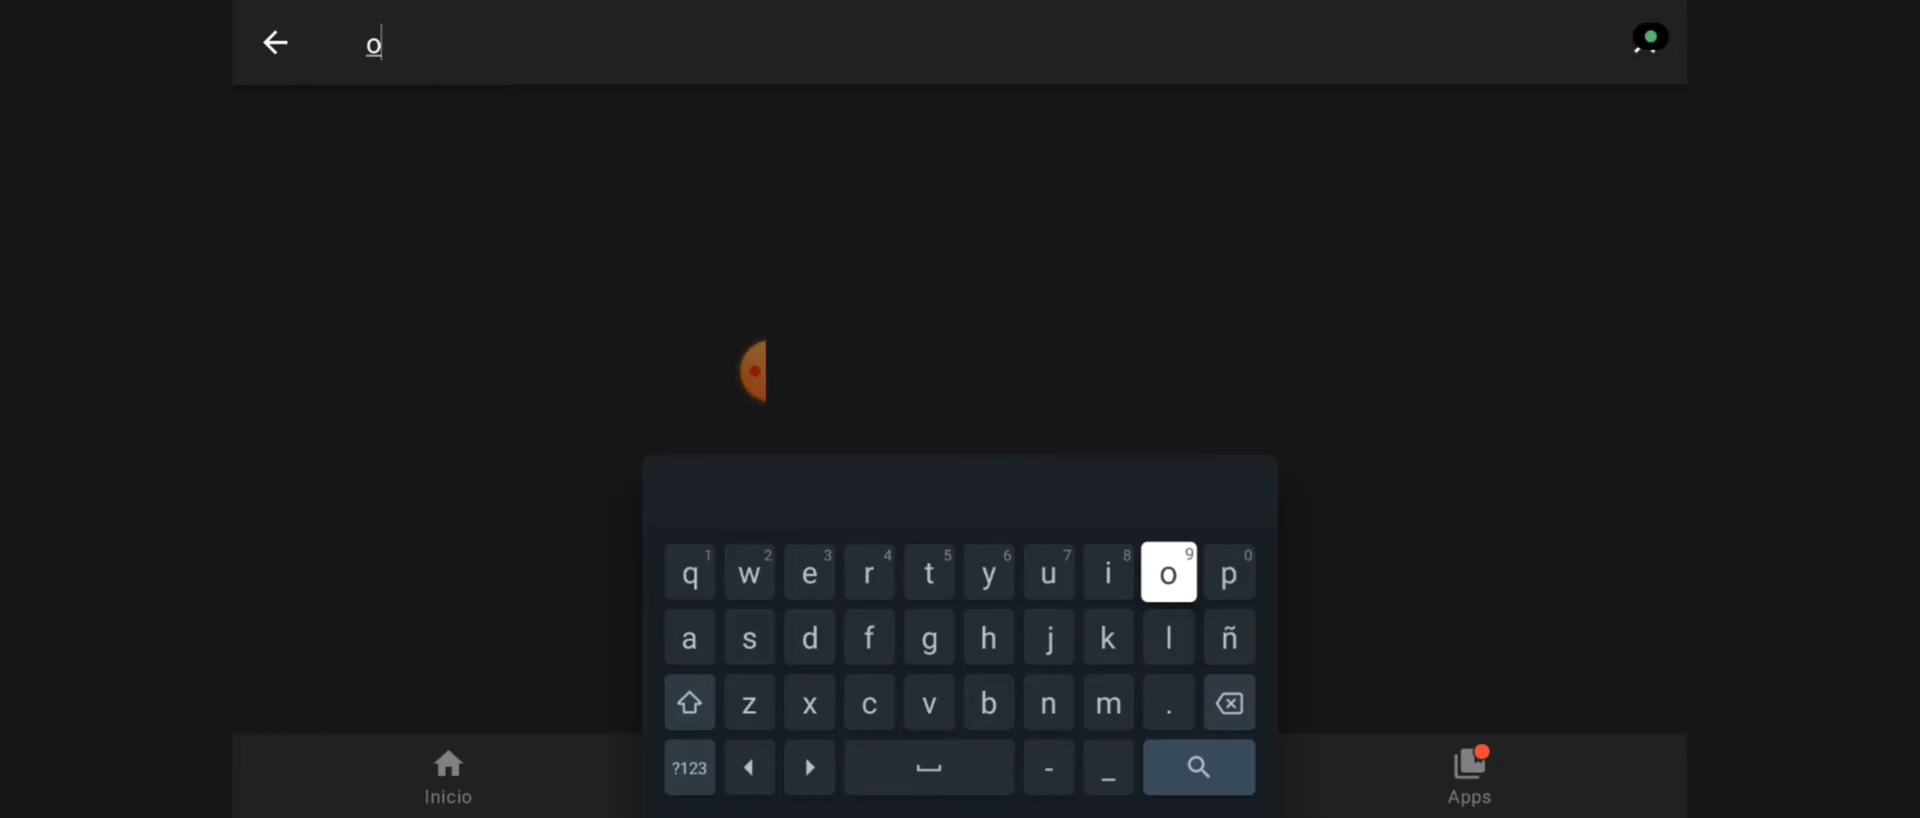 o
1 2 3 4 5 6 7 8 9 0
q w e r t y u i o p
a s d f g h j k l ñ
z x c v b n m .
?123 - _
Inicio Apps